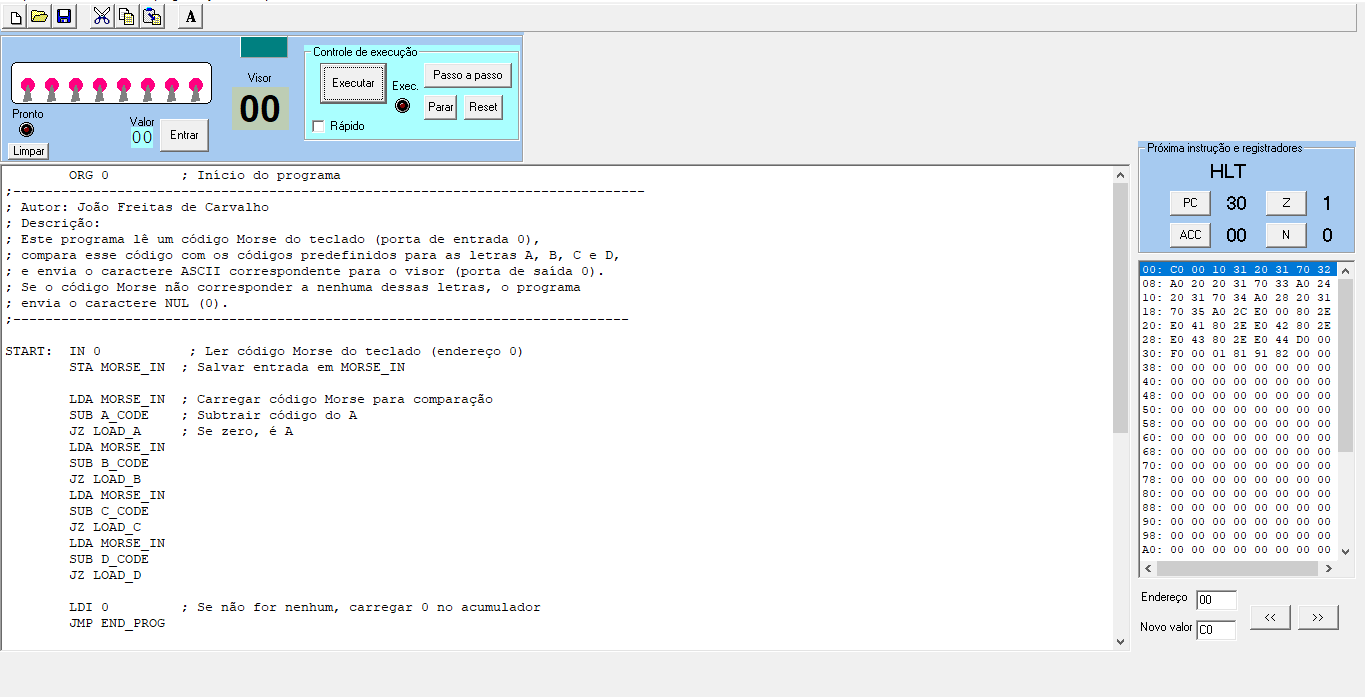 A
Pronto
Limpar
Valor
00
Entrar
Visor
00
Controle de execução
Executar
Exec.
Passo a passo
Parar
Reset
Rápido
ORG 0 ; Início do programa
;-------------------------------------------------------------------------------
; Autor: João Freitas de Carvalho
; Descrição:
; Este programa lê um código Morse do teclado (porta de entrada 0),
; compara esse código com os códigos predefinidos para as letras A, B, C e D,
; e envia o caractere ASCII correspondente para o visor (porta de saída 0).
; Se o código Morse não corresponder a nenhuma dessas letras, o programa
; envia o caractere NUL (0).
;-----------------------------------------------------------------------------
START: IN 0 ; Ler código Morse do teclado (endereço 0)
STA MORSE_IN ; Salvar entrada em MORSE_IN
LDA MORSE_IN ; Carregar código Morse para comparação
SUB A_CODE ; Subtrair código do A
JZ LOAD_A ; Se zero, é A
LDA MORSE_IN
SUB B_CODE
JZ LOAD_B
LDA MORSE_IN
SUB C_CODE
JZ LOAD_C
LDA MORSE_IN
SUB D_CODE
JZ LOAD_D
LDI 0 ; Se não for nenhum, carregar 0 no acumulador
JMP END_PROG
Próxima instrução e registradores
HLT
PC 30 Z 1
ACC 00 N 0
00: C0 00 10 31 20 31 70 32
08: A0 20 20 31 70 33 A0 24
10: 20 31 70 34 A0 28 20 31
18: 70 35 A0 2C E0 00 80 2E
20: E0 41 80 2E E0 42 80 2E
28: E0 43 80 2E E0 44 D0 00
30: F0 00 01 81 91 82 00 00
38: 00 00 00 00 00 00 00 00
40: 00 00 00 00 00 00 00 00
48: 00 00 00 00 00 00 00 00
50: 00 00 00 00 00 00 00 00
58: 00 00 00 00 00 00 00 00
60: 00 00 00 00 00 00 00 00
68: 00 00 00 00 00 00 00 00
70: 00 00 00 00 00 00 00 00
78: 00 00 00 00 00 00 00 00
80: 00 00 00 00 00 00 00 00
88: 00 00 00 00 00 00 00 00
90: 00 00 00 00 00 00 00 00
98: 00 00 00 00 00 00 00 00
A0: 00 00 00 00 00 00 00 00
Endereço 00
Novo valor C0
<< >>